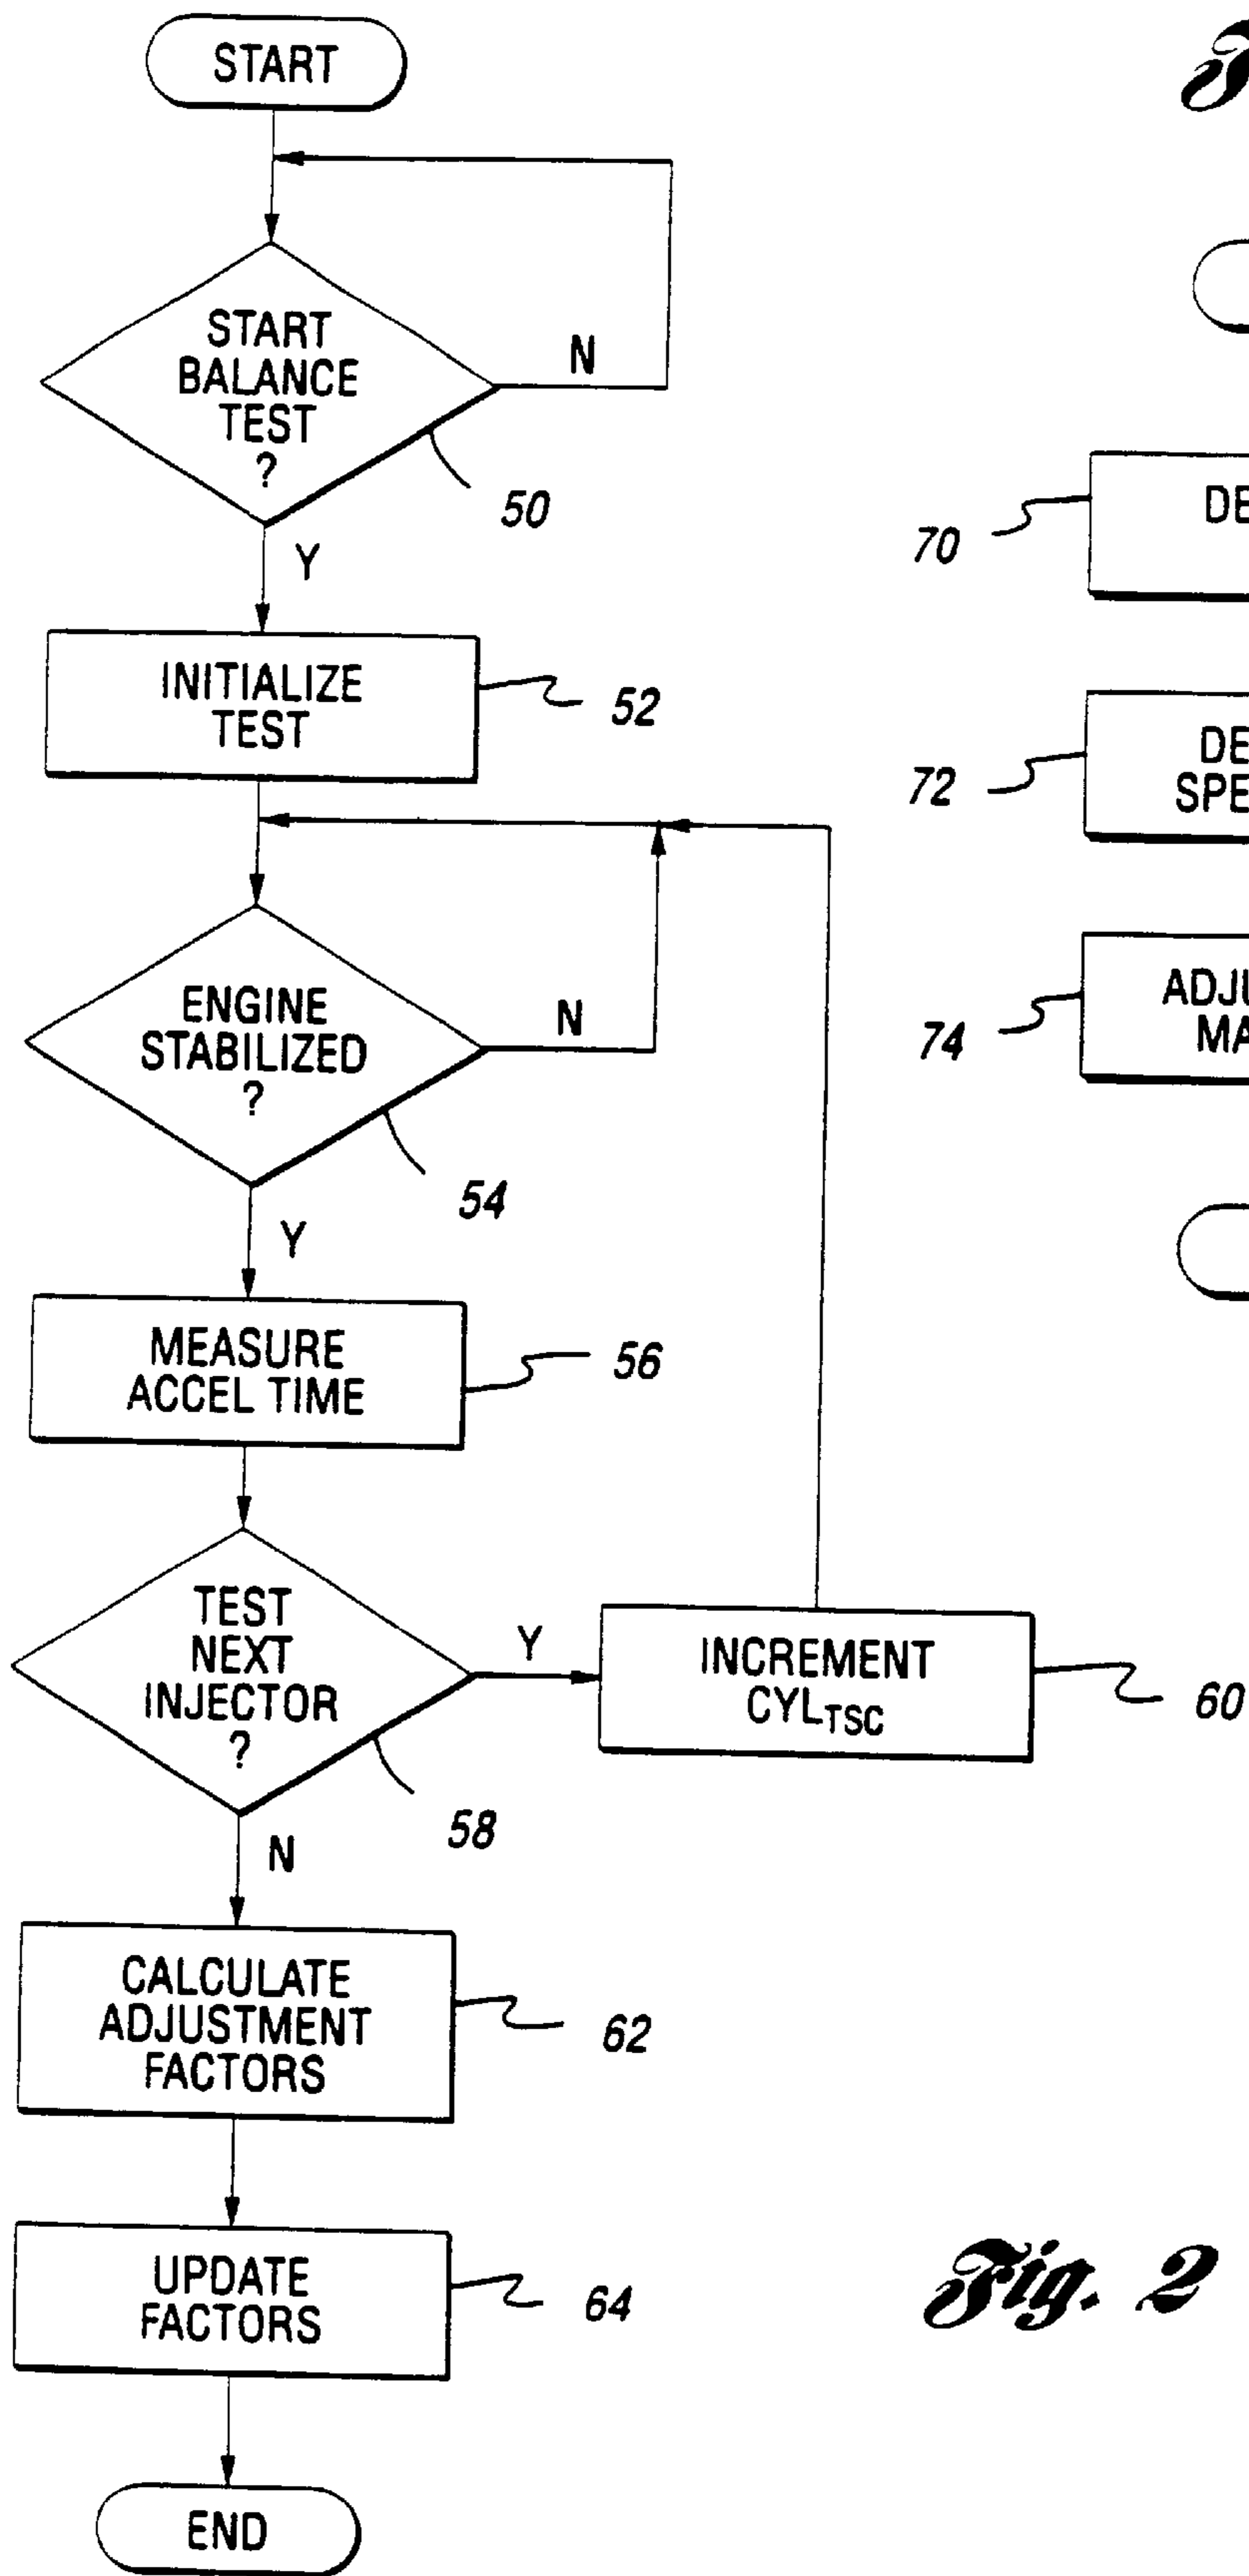 START
START
BALANCE
TEST
?
N
50
Y
INITIALIZE
TEST
52
ENGINE
STABILIZED
?
N
54
Y
MEASURE
ACCEL TIME
56
TEST
NEXT
INJECTOR
?
Y
58
N
INCREMENT
CYLTSC
60
CALCULATE
ADJUSTMENT
FACTORS
62
UPDATE
FACTORS
64
END
Fig. 2
70
72
74